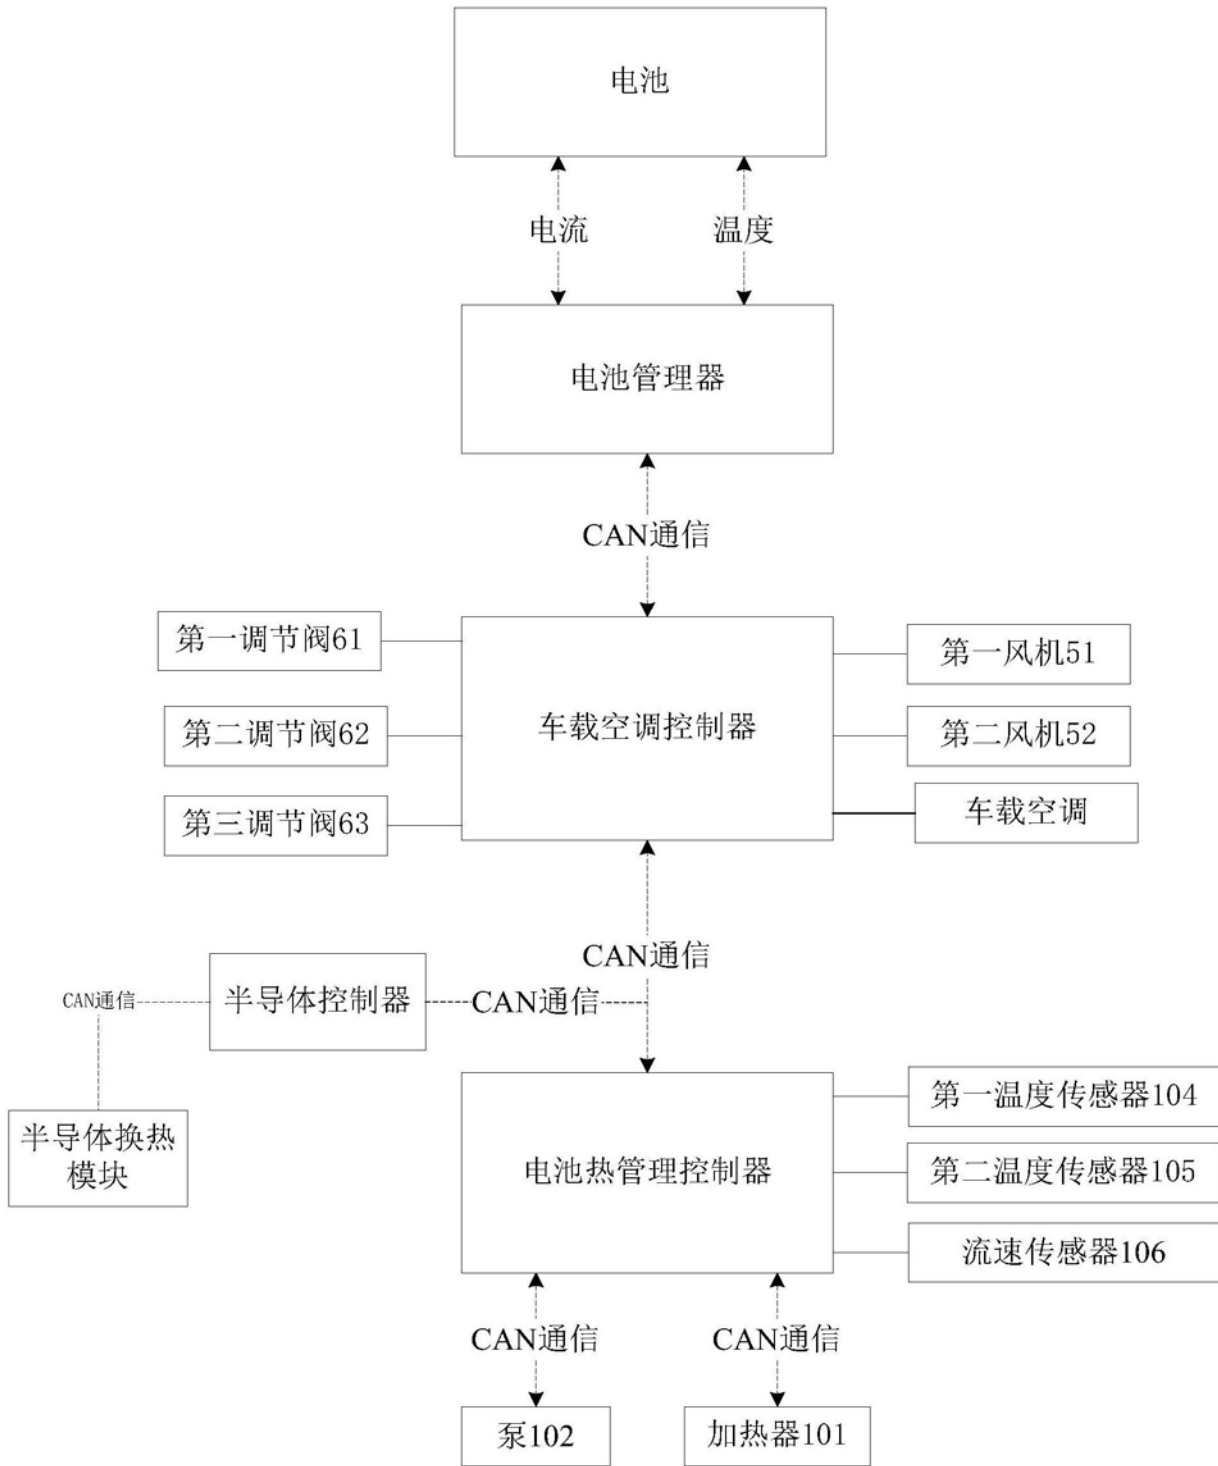 电池
电流
温度
电池管理器
CAN通信
第一调节阀61
第一风机51
第二调节阀62
车载空调控制器
第二风机52
第三调节阀63
车载空调
CAN通信
CAN通信
半导体控制器
CAN通信
第一温度传感器104
半导体换热
模块
电池热管理控制器
第二温度传感器105
流速传感器106
CAN通信
CAN通信
泵102
加热器101